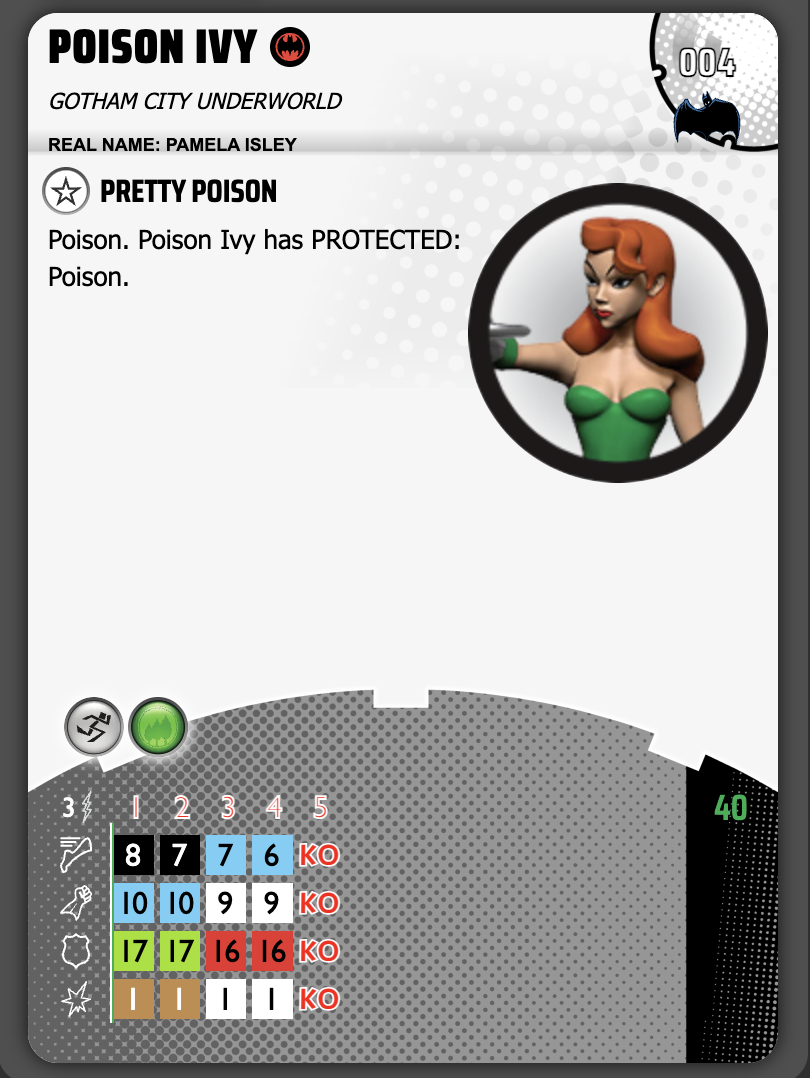 POISON IVY
004
GOTHAM CITY UNDERWORLD
REAL NAME: PAMELA ISLEY
PRETTY POISON
Poison. Poison Ivy has PROTECTED:
Poison.
3 1 2 3 4 5 40
8 7 7 6 KO
10 10 9 9 KO
17 17 16 16 KO
1 1 1 1 KO